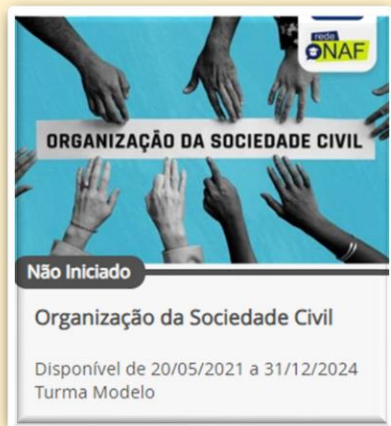 rede
NAF
ORGANIZAÇÃO DA SOCIEDADE CIVIL
Não Iniciado
Organização da Sociedade Civil
Disponível de 20/05/2021 a 31/12/2024
Turma Modelo